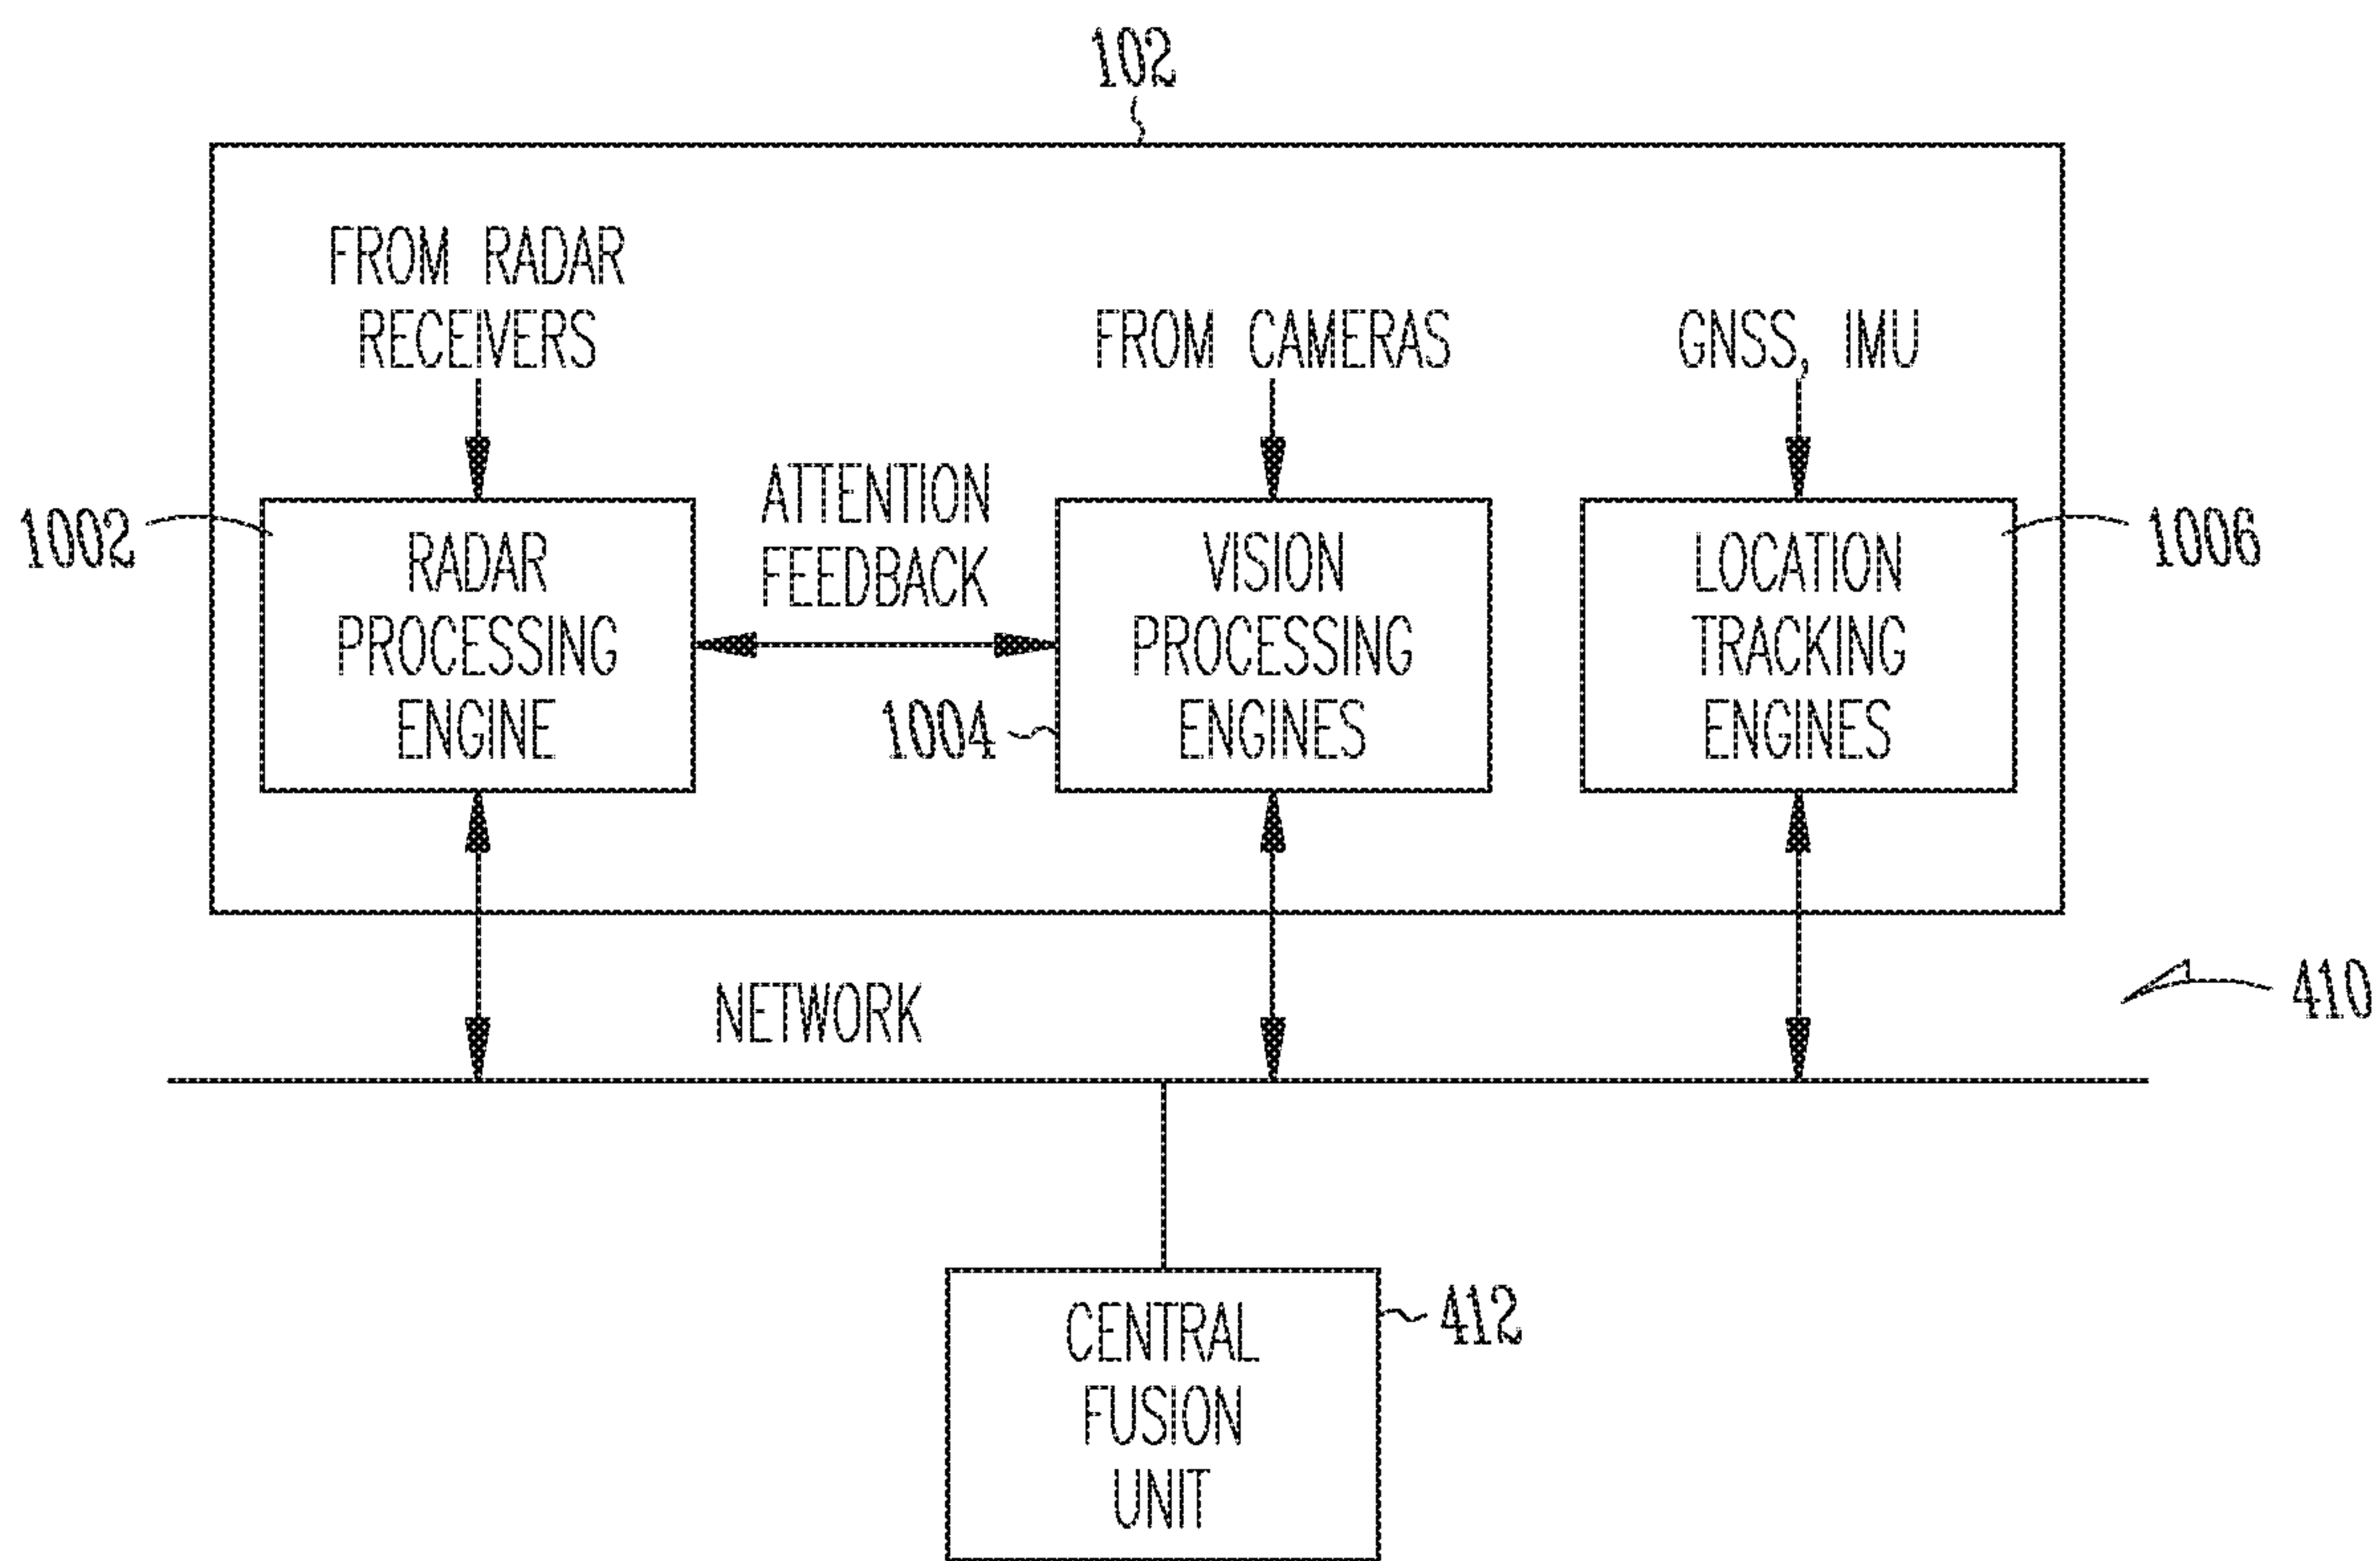 102
FROM RADAR
RECEIVERS
FROM CAMERAS
GNSS, IMU
ATTENTION
FEEDBACK
1002
RADAR
PROCESSING
ENGINE
1004
VISION
PROCESSING
ENGINES
LOCATION
TRACKING
ENGINES
1006
NETWORK
410
CENTRAL
FUSION
UNIT
412